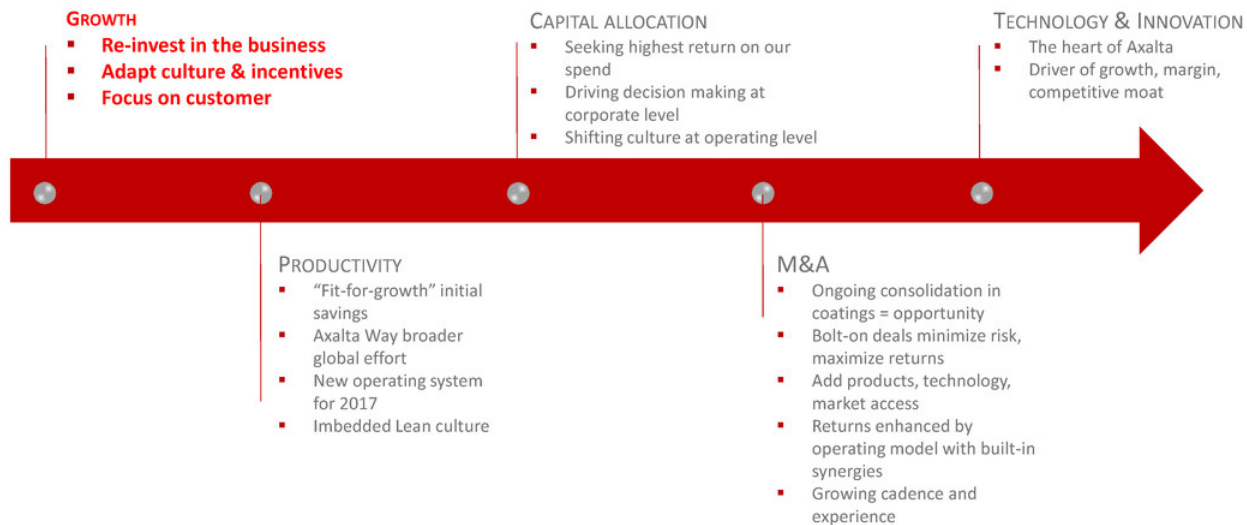 GROWTH
▪ Re-invest in the business
▪ Adapt culture & incentives
▪ Focus on customer
PRODUCTIVITY
▪ “Fit-for-growth” initial
savings
▪ Axalta Way broader
global effort
▪ New operating system
for 2017
▪ Imbedded Lean culture
CAPITAL ALLOCATION
▪ Seeking highest return on our
spend
▪ Driving decision making at
corporate level
▪ Shifting culture at operating level
M&A
▪ Ongoing consolidation in
coatings = opportunity
▪ Bolt-on deals minimize risk,
maximize returns
▪ Add products, technology,
market access
▪ Returns enhanced by
operating model with built-in
synergies
▪ Growing cadence and
experience
TECHNOLOGY & INNOVATION
▪ The heart of Axalta
▪ Driver of growth, margin,
competitive moat